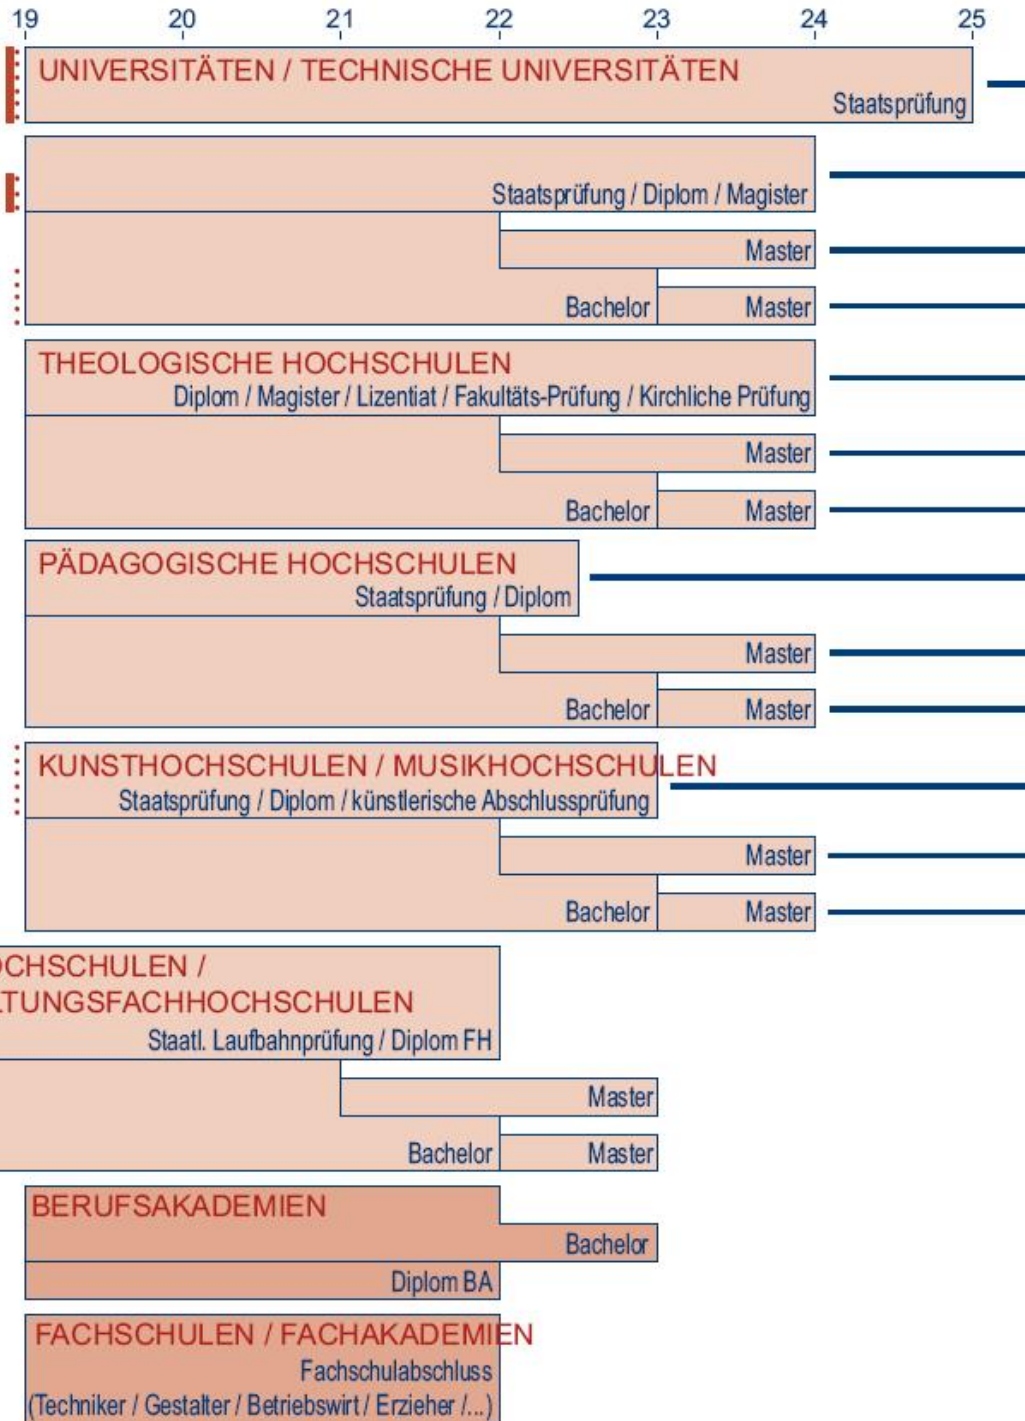 19 20 21 22 23 24 25
UNIVERSITÄTEN / TECHNISCHE UNIVERSITÄTEN
Staatsprüfung
Staatsprüfung / Diplom / Magister
Master
Bachelor Master
THEOLOGISCHE HOCHSCHULEN
Diplom / Magister / Lizentiat / Fakultäts-Prüfung / Kirchliche Prüfung
Master
Bachelor Master
PÄDAGOGISCHE HOCHSCHULEN
Staatsprüfung / Diplom
Master
Bachelor Master
KUNSTHOCHSCHULEN / MUSIKHOCHSCHULEN
Staatsprüfung / Diplom / künstlerische Abschlussprüfung
Master
Bachelor Master
OCHSCHULEN /
LTUNGSFACHHOCHSCHULEN
Staatl. Laufbahnprüfung / Diplom FH
Master
Bachelor Master
BERUFSAKADEMIEN
Bachelor
Diplom BA
FACHSCHULEN / FACHAKADEMIEN
Fachschulabschluss
(Techniker / Gestalter / Betriebswirt / Erzieher /...)